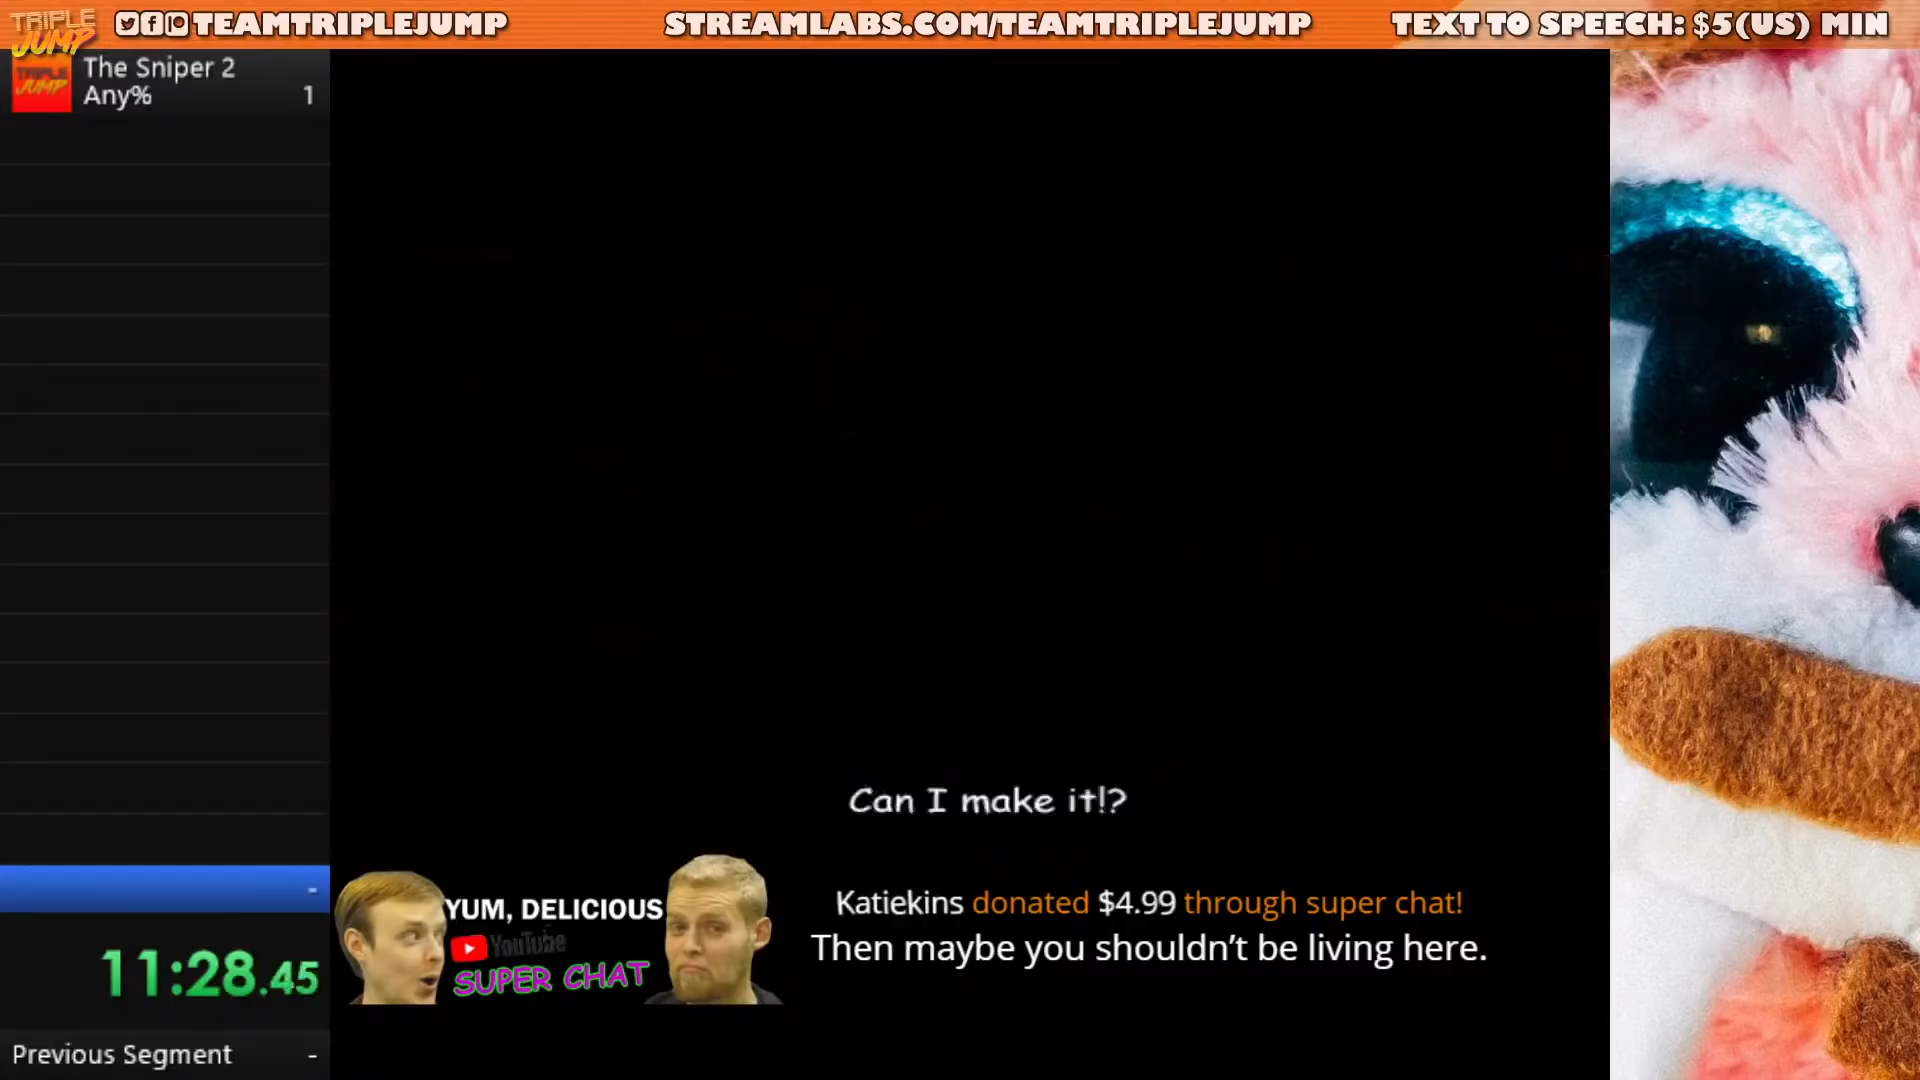 TRIPLE JUMP
TEAMTRIPLEJUMP
STREAMLABS.COM/TEAMTRIPLEJUMP
TEXT TO SPEECH: $5(US) MIN
TRIPLE JUMP
The Sniper 2
Any%
1
Can I make it!?
YUM, DELICIOUS
YouTube
SUPER CHAT
Katiekins donated $4.99 through super chat!
Then maybe you shouldn't be living here.
-
11:28.45
Previous Segment -